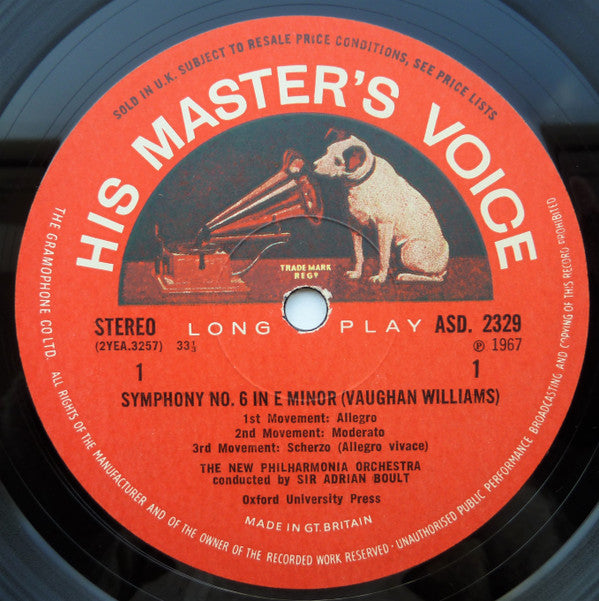 SOLD IN U.K. SUBJECT TO RESALE PRICE CONDITIONS, SEE PRICE LISTS
HIS MASTER'S VOICE
TRADE MARK
REGD
STEREO
LONG PLAY
ASD. 2329
(2YEA.3257) 33⅓
℗ 1967
1
1
SYMPHONY NO. 6 IN E MINOR (VAUGHAN WILLIAMS)
1st Movement: Allegro
2nd Movement: Moderato
3rd Movement: Scherzo (Allegro vivace)
THE NEW PHILHARMONIA ORCHESTRA
conducted by SIR ADRIAN BOULT
Oxford University Press
MADE IN GT. BRITAIN
THE GRAMOPHONE CO LTD. ALL RIGHTS OF THE MANUFACTURER AND OF THE OWNER OF THE RECORDED WORK RESERVED - UNAUTHORISED PUBLIC PERFORMANCE BROADCASTING AND COPYING OF THIS RECORD PROHIBITED